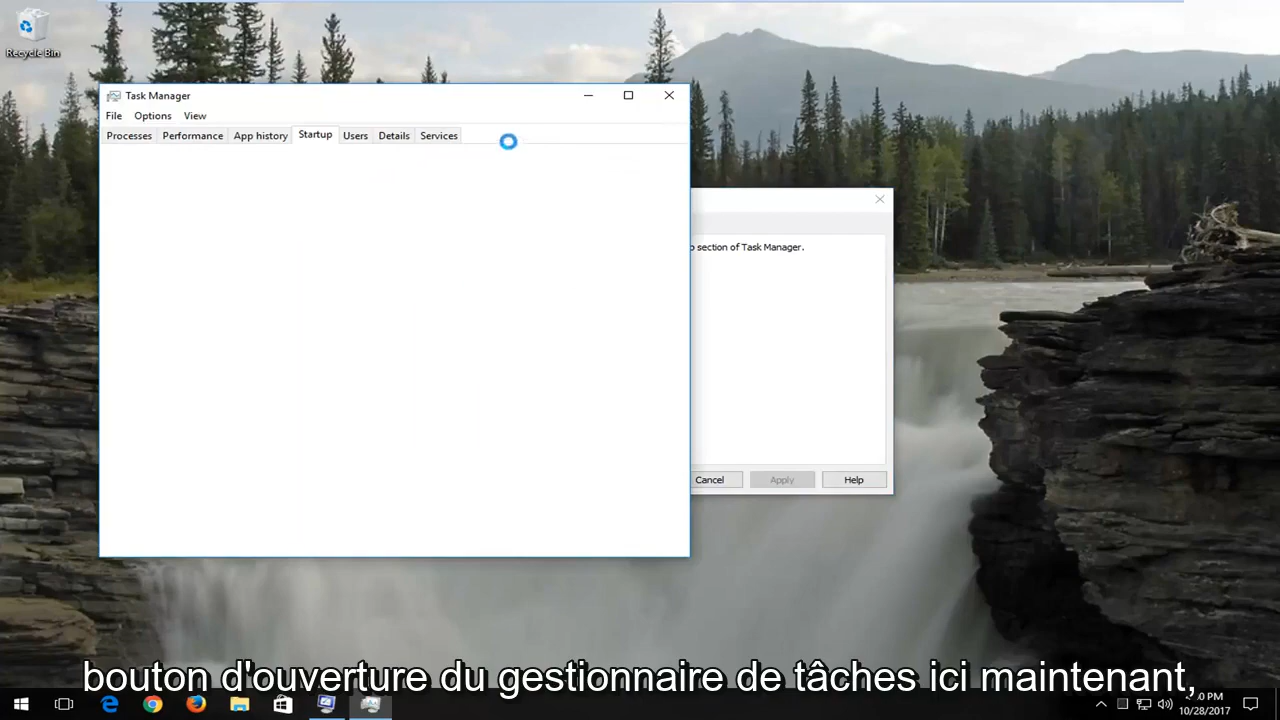 Recycle Bin
Task Manager
File Options View
Processes Performance App history Startup Users Details Services
section of Task Manager.
Cancel Apply Help
bouton d'ouverture du gestionnaire de tâches ici maintenant,
PM
10/28/2017